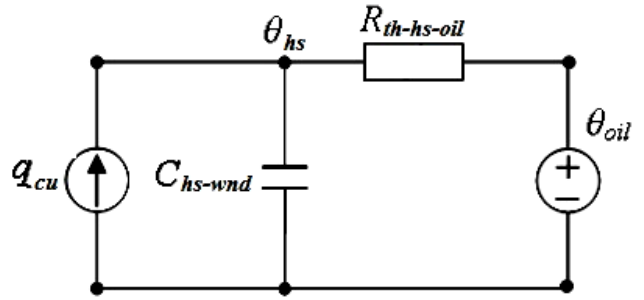 θhs
Rth-hs-oil
qcu
Chs-wnd
θoil
+
−